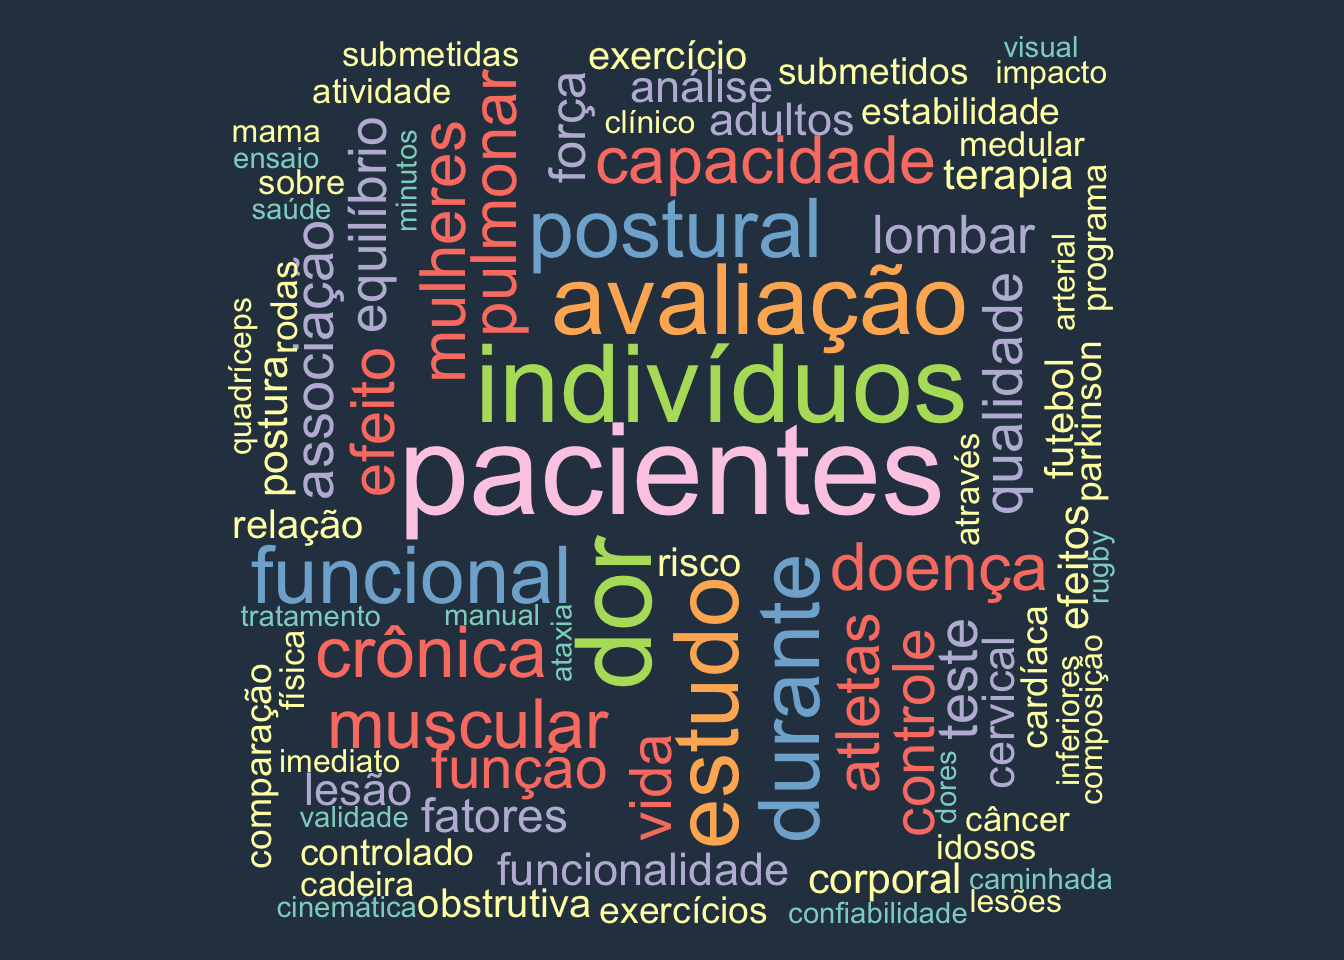 submetidas
exercício
visual
submetidos
impacto
atividade
análise
pulmonar
força
mama
clínico
adultos
estabilidade
ensaio
equilíbrio
minutos
mulheres
capacidade
medular
sobre
terapia
saúde
programa
postural
lombar
associação
rodas
arterial
avaliação
qualidade
quadríceps
postura
efeito
indivíduos
futebol
parkinson
pacientes
através
relação
efeitos
rugby
funcional
dor
risco
durante
doença
tratamento
manual
ataxia
estudo
crônica
física
atletas
controle
teste
cervical
cardíaca
inferiores
composição
comparação
muscular
imediato
função
vida
lesão
dores
validade
fatores
câncer
controlado
idosos
cadeira
funcionalidade
corporal
caminhada
cinemática
obstrutiva
exercícios
confiabilidade
lesões